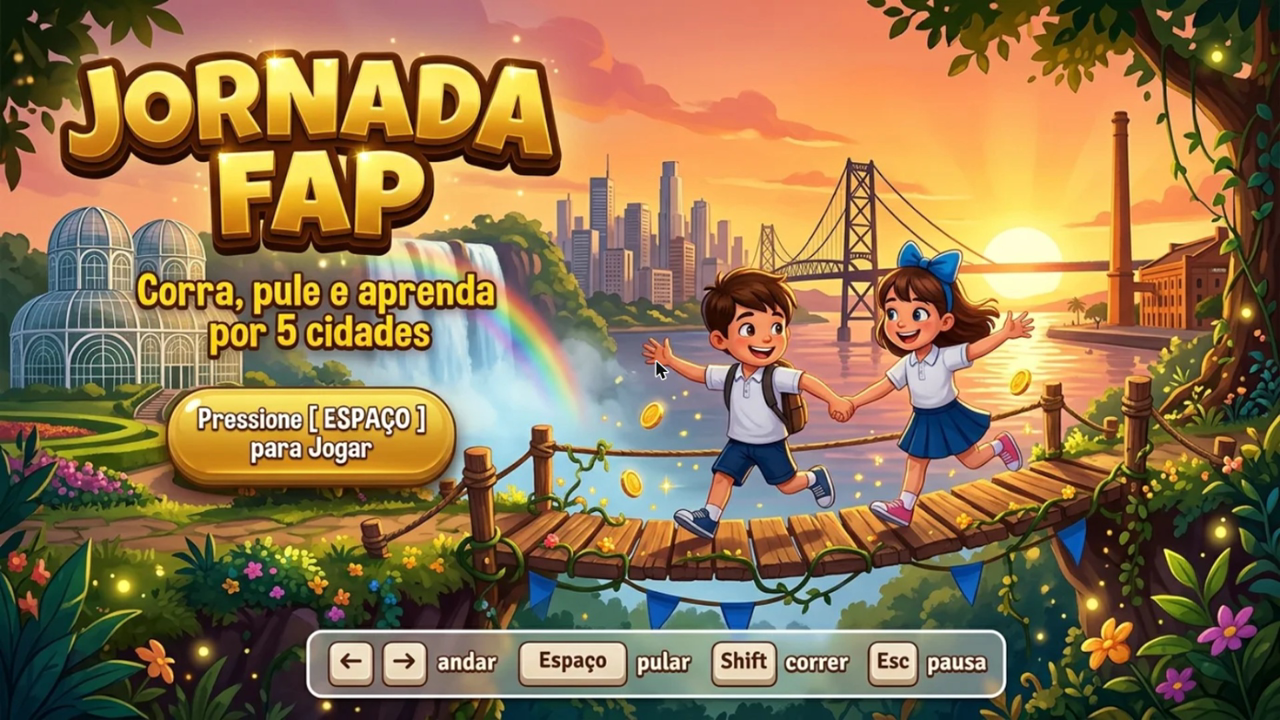 JORNADA
FAP
Corra, pule e aprenda
por 5 cidades
Pressione [ ESPAÇO ]
para Jogar
← → andar Espaço pular Shift correr Esc pausa